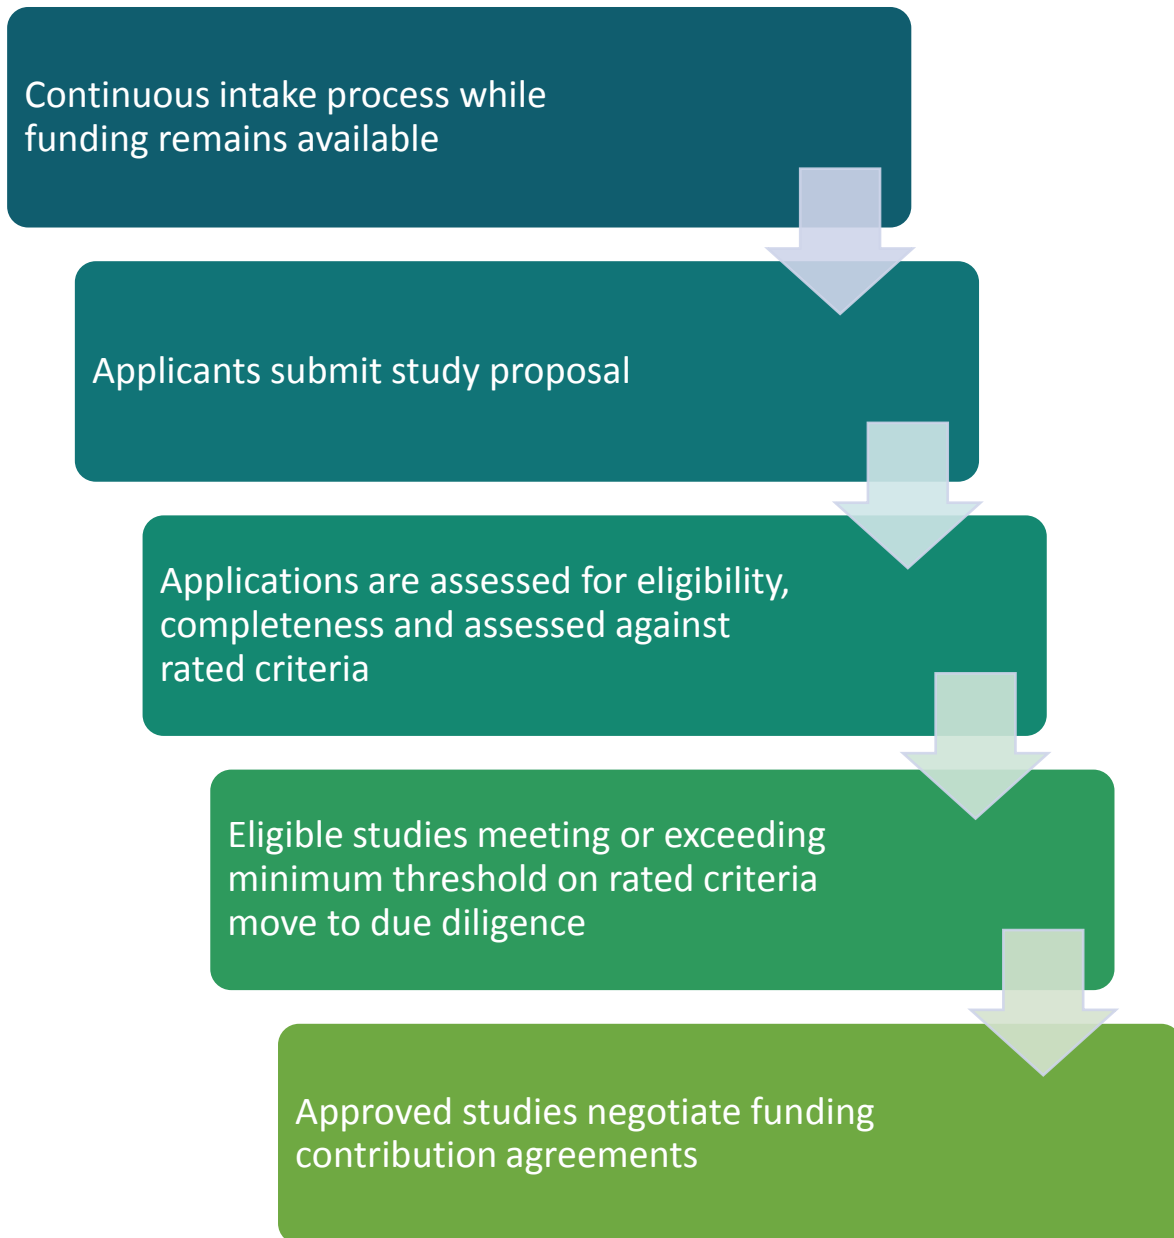 Continuous intake process while
funding remains available
Applicants submit study proposal
Applications are assessed for eligibility,
completeness and assessed against
rated criteria
Eligible studies meeting or exceeding
minimum threshold on rated criteria
move to due diligence
Approved studies negotiate funding
contribution agreements